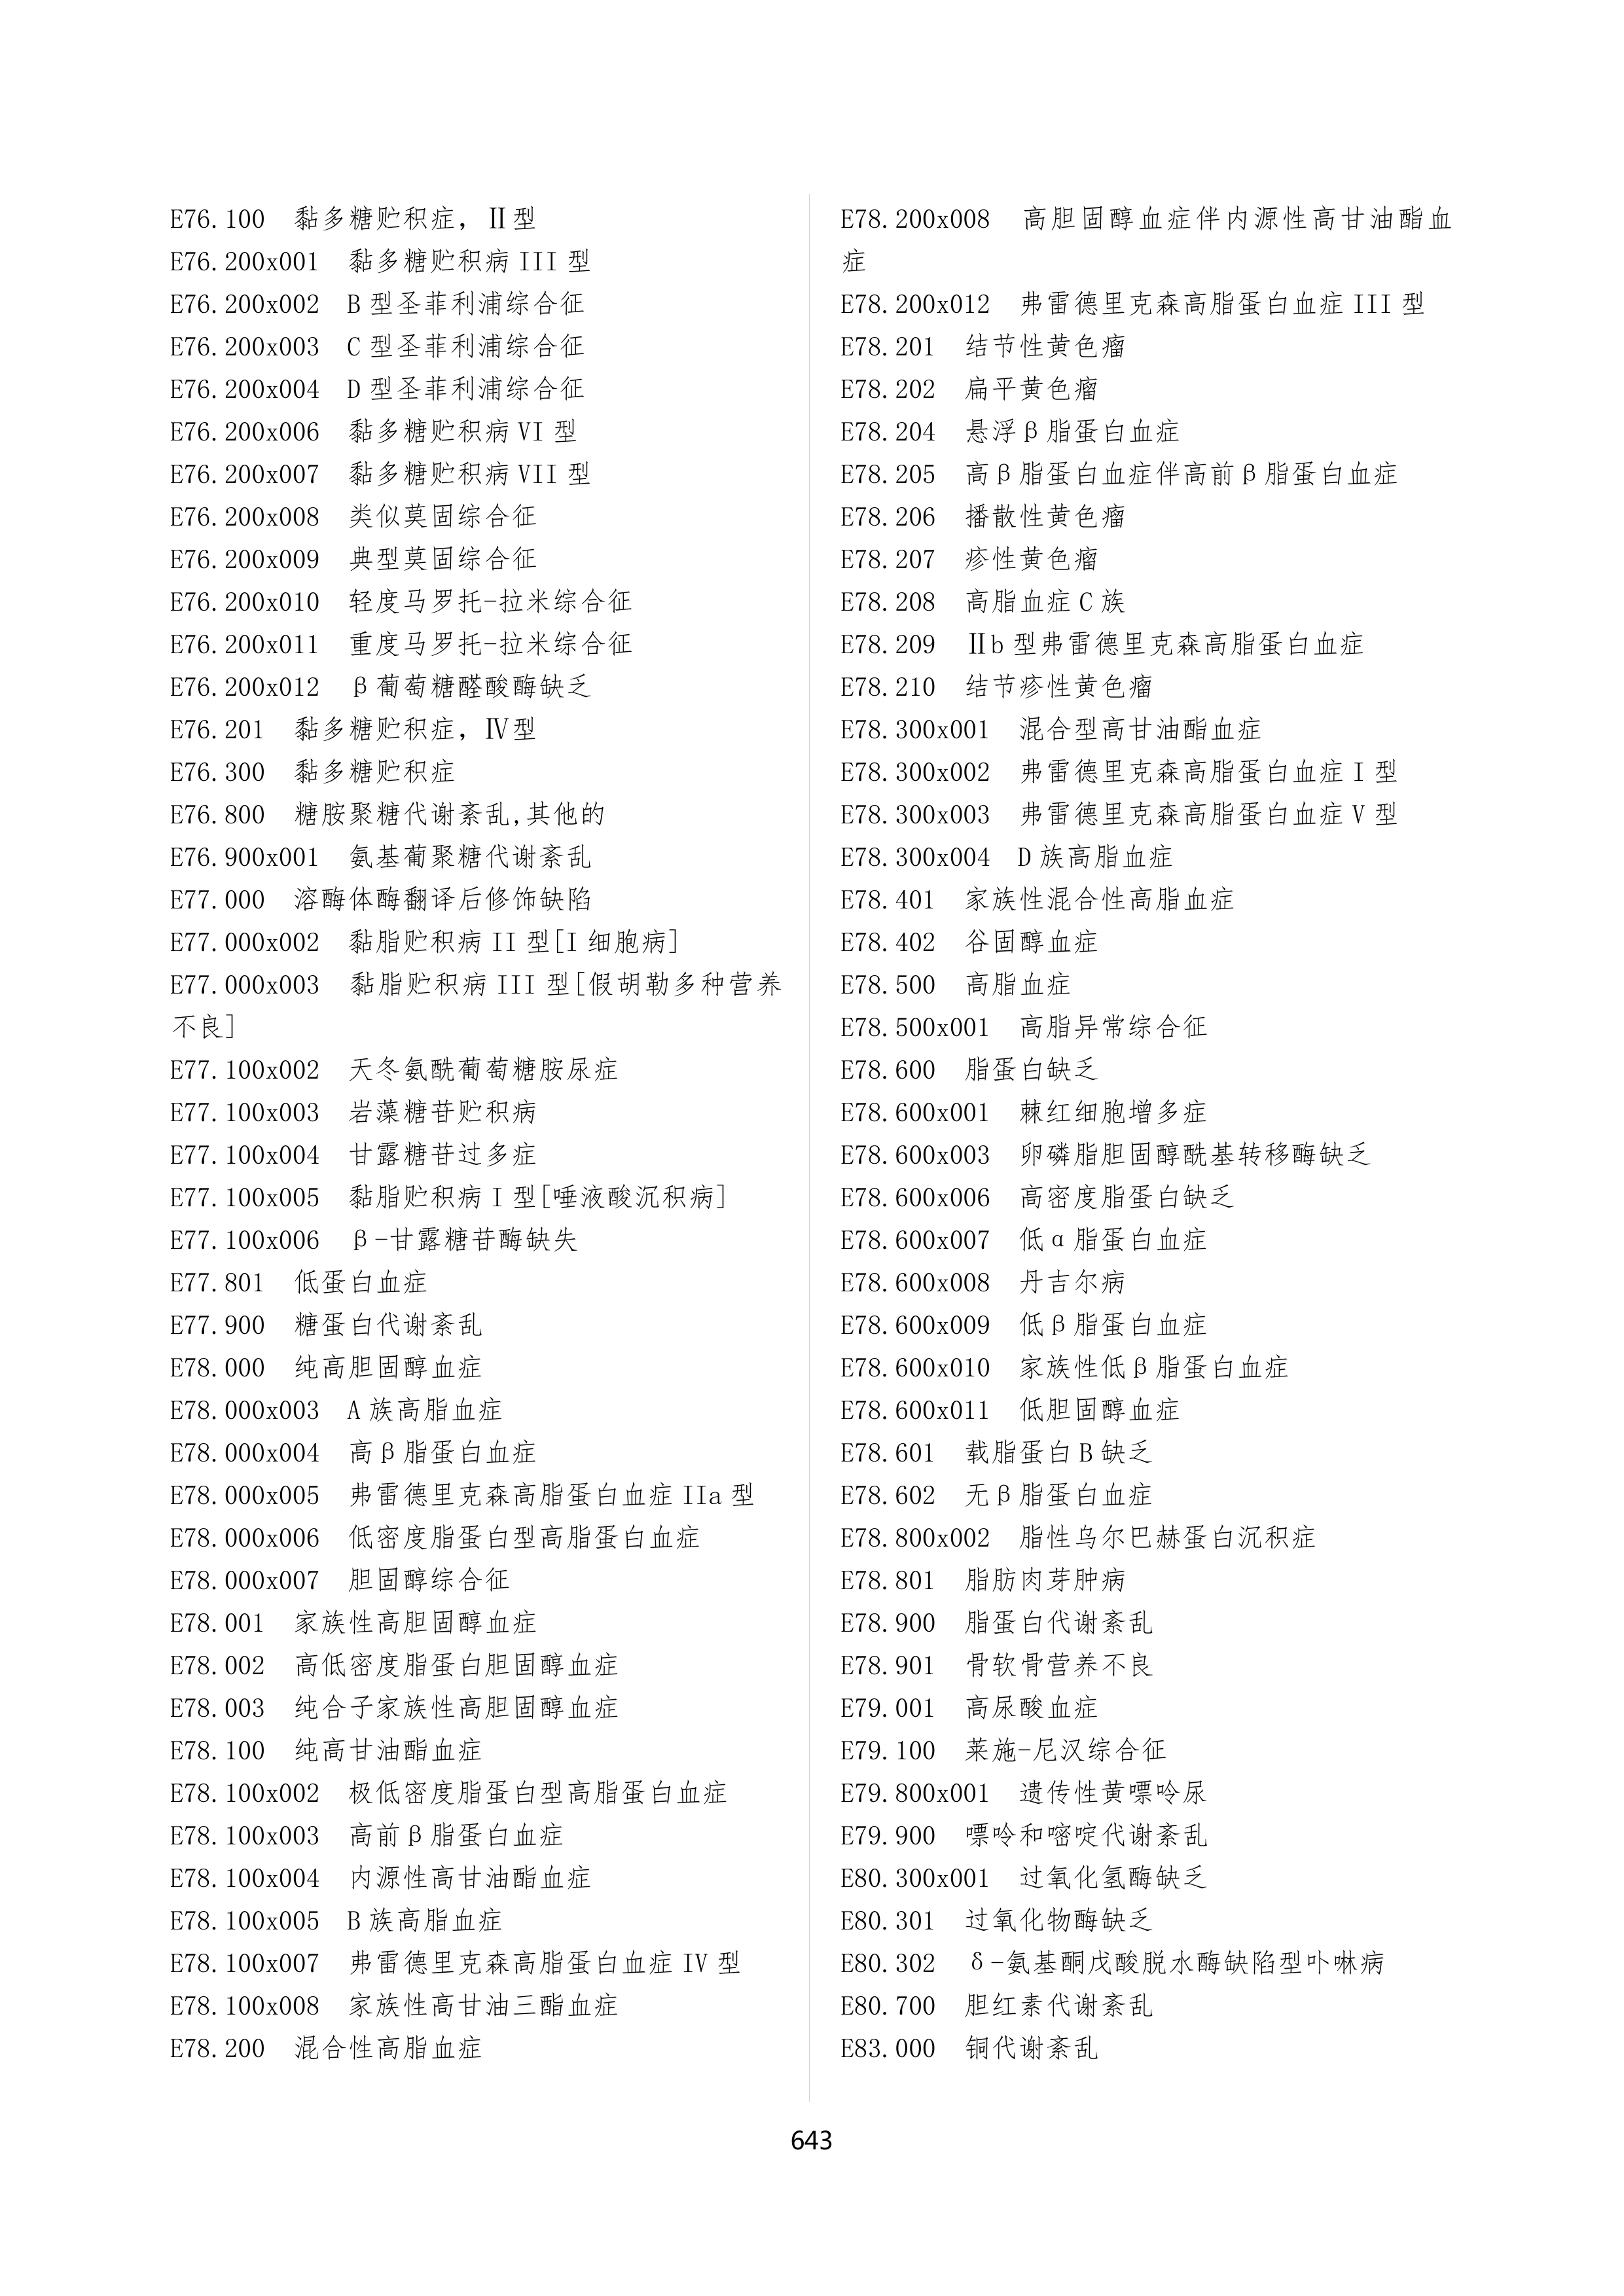 E76.100 黏多糖贮积症，Ⅱ型
E76.200x001 黏多糖贮积病 III 型
E76.200x002 B 型圣菲利浦综合征
E76.200x003 C 型圣菲利浦综合征
E76.200x004 D 型圣菲利浦综合征
E76.200x006 黏多糖贮积病 VI 型
E76.200x007 黏多糖贮积病 VII 型
E76.200x008 类似莫固综合征
E76.200x009 典型莫固综合征
E76.200x010 轻度马罗托-拉米综合征
E76.200x011 重度马罗托-拉米综合征
E76.200x012 β葡萄糖醛酸酶缺乏
E76.201 黏多糖贮积症，Ⅳ型
E76.300 黏多糖贮积症
E76.800 糖胺聚糖代谢紊乱,其他的
E76.900x001 氨基葡聚糖代谢紊乱
E77.000 溶酶体酶翻译后修饰缺陷
E77.000x002 黏脂贮积病 II 型[I 细胞病]
E77.000x003 黏脂贮积病 III 型[假胡勒多种营养
不良]
E77.100x002 天冬氨酰葡萄糖胺尿症
E77.100x003 岩藻糖苷贮积病
E77.100x004 甘露糖苷过多症
E77.100x005 黏脂贮积病 I 型[唾液酸沉积病]
E77.100x006 β-甘露糖苷酶缺失
E77.801 低蛋白血症
E77.900 糖蛋白代谢紊乱
E78.000 纯高胆固醇血症
E78.000x003 A 族高脂血症
E78.000x004 高β脂蛋白血症
E78.000x005 弗雷德里克森高脂蛋白血症 IIa 型
E78.000x006 低密度脂蛋白型高脂蛋白血症
E78.000x007 胆固醇综合征
E78.001 家族性高胆固醇血症
E78.002 高低密度脂蛋白胆固醇血症
E78.003 纯合子家族性高胆固醇血症
E78.100 纯高甘油酯血症
E78.100x002 极低密度脂蛋白型高脂蛋白血症
E78.100x003 高前β脂蛋白血症
E78.100x004 内源性高甘油酯血症
E78.100x005 B 族高脂血症
E78.100x007 弗雷德里克森高脂蛋白血症 IV 型
E78.100x008 家族性高甘油三酯血症
E78.200 混合性高脂血症
E78.200x008 高胆固醇血症伴内源性高甘油酯血
症
E78.200x012 弗雷德里克森高脂蛋白血症 III 型
E78.201 结节性黄色瘤
E78.202 扁平黄色瘤
E78.204 悬浮β脂蛋白血症
E78.205 高β脂蛋白血症伴高前β脂蛋白血症
E78.206 播散性黄色瘤
E78.207 疹性黄色瘤
E78.208 高脂血症 C 族
E78.209 Ⅱb 型弗雷德里克森高脂蛋白血症
E78.210 结节疹性黄色瘤
E78.300x001 混合型高甘油酯血症
E78.300x002 弗雷德里克森高脂蛋白血症 I 型
E78.300x003 弗雷德里克森高脂蛋白血症 V 型
E78.300x004 D 族高脂血症
E78.401 家族性混合性高脂血症
E78.402 谷固醇血症
E78.500 高脂血症
E78.500x001 高脂异常综合征
E78.600 脂蛋白缺乏
E78.600x001 棘红细胞增多症
E78.600x003 卵磷脂胆固醇酰基转移酶缺乏
E78.600x006 高密度脂蛋白缺乏
E78.600x007 低α脂蛋白血症
E78.600x008 丹吉尔病
E78.600x009 低β脂蛋白血症
E78.600x010 家族性低β脂蛋白血症
E78.600x011 低胆固醇血症
E78.601 载脂蛋白 B 缺乏
E78.602 无β脂蛋白血症
E78.800x002 脂性乌尔巴赫蛋白沉积症
E78.801 脂肪肉芽肿病
E78.900 脂蛋白代谢紊乱
E78.901 骨软骨营养不良
E79.001 高尿酸血症
E79.100 莱施-尼汉综合征
E79.800x001 遗传性黄嘌呤尿
E79.900 嘌呤和嘧啶代谢紊乱
E80.300x001 过氧化氢酶缺乏
E80.301 过氧化物酶缺乏
E80.302 δ-氨基酮戊酸脱水酶缺陷型卟啉病
E80.700 胆红素代谢紊乱
E83.000 铜代谢紊乱
643